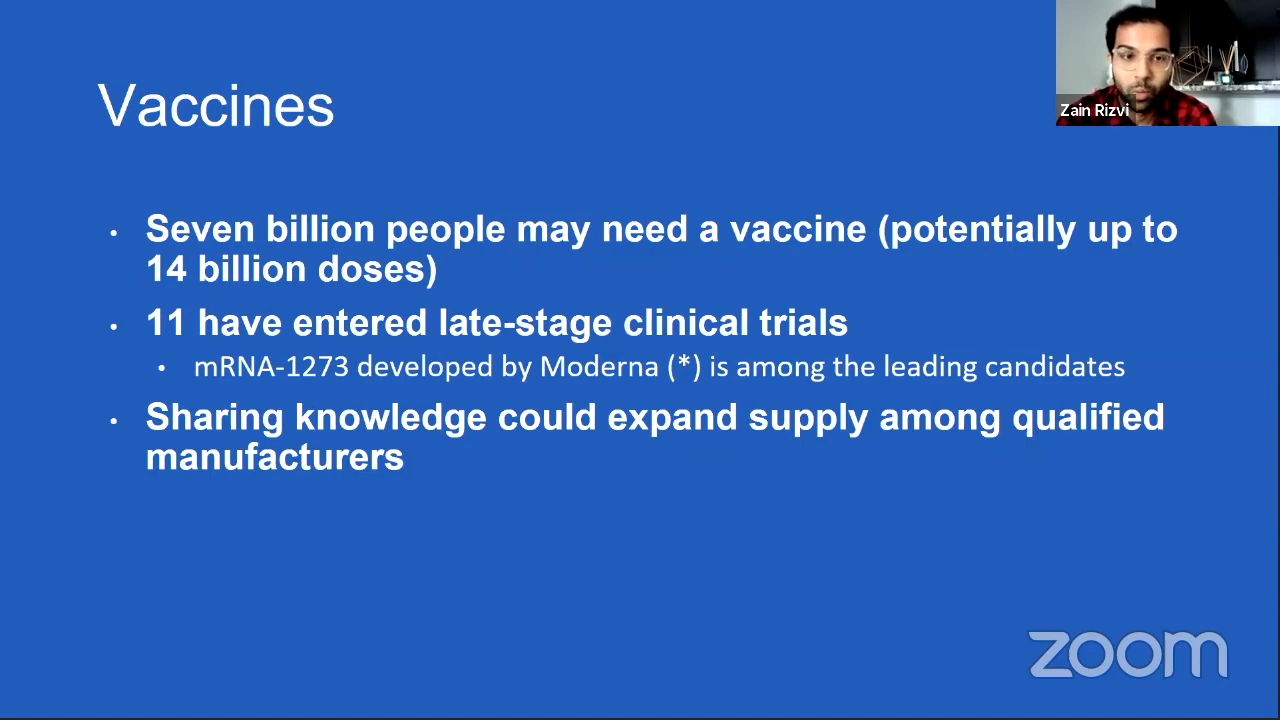 Vaccines
Zain Rizvi
• Seven billion people may need a vaccine (potentially up to
14 billion doses)
• 11 have entered late-stage clinical trials
• mRNA-1273 developed by Moderna (*) is among the leading candidates
• Sharing knowledge could expand supply among qualified
manufacturers
zoom